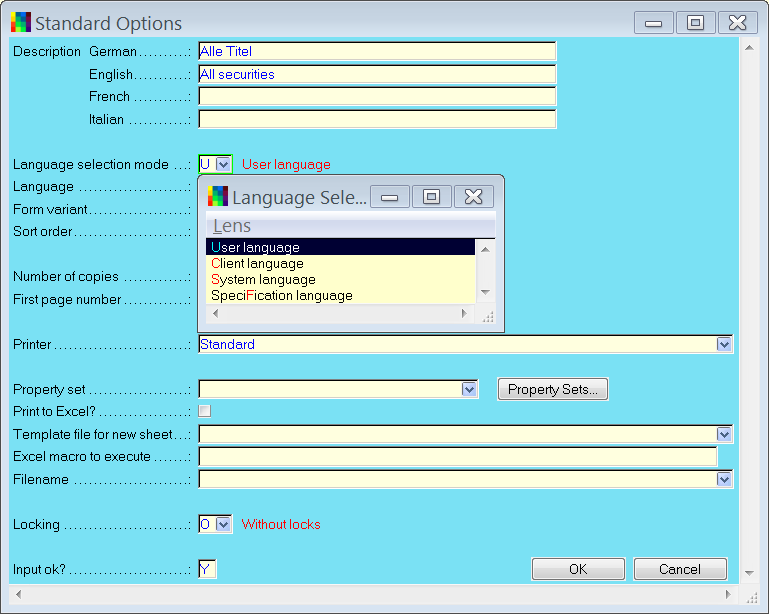 Standard Options
Description German..........: Alle Titel
English...........: All securities
French ...........:
Italian ............:
Language selection mode ...: U User language
Language ......................:
Language Sele...
Form variant....................:
Lens
Sort order.......................:
User language
Client language
Number of copies ..............: System language
First page number .............: SpeciFication language
Printer...........................: Standard
Property set ....................: Property Sets...
Print to Excel? ..................:
Template file for new sheet...:
Excel macro to execute .......:
Filename ........................:
Locking .........................: O Without locks
Input ok? ........................: Y OK Cancel